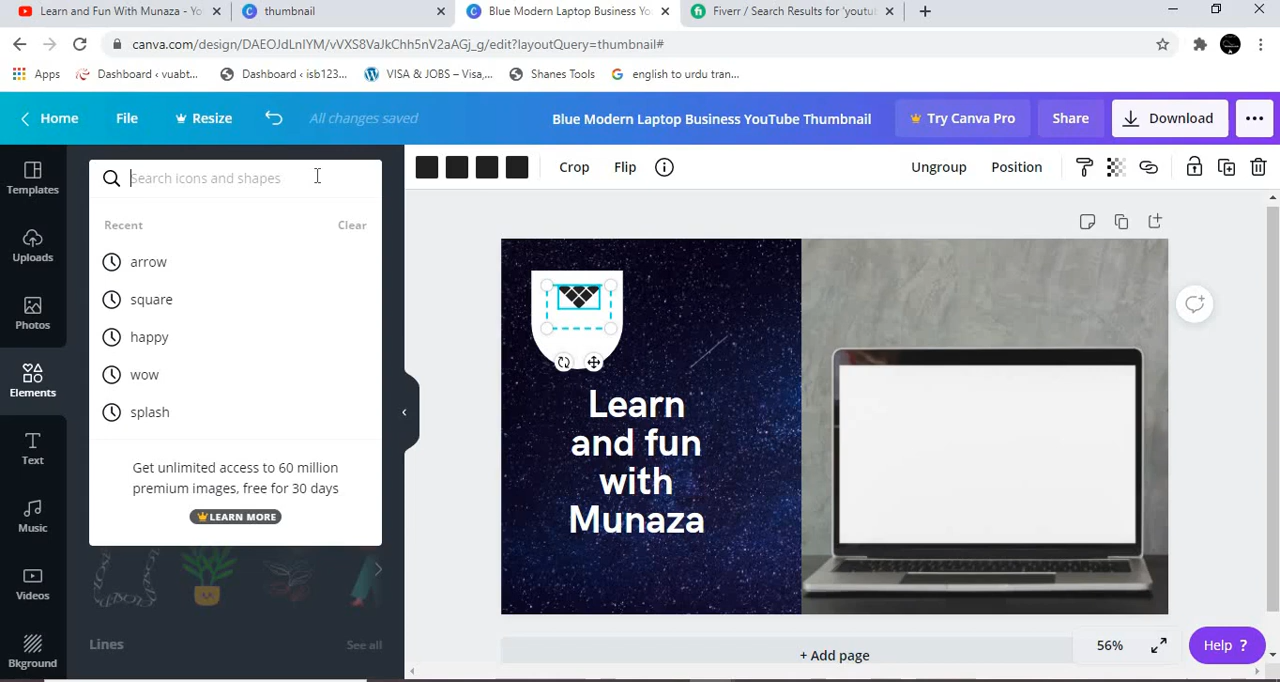 Learn and Fun With Munaza - Yo
thumbnail
Blue Modern Laptop Business Yo
Fiverr / Search Results for 'youtu
canva.com/design/DAEOJdLnIYM/vVXS8VaJkChh5nV2aAGj_g/edit?layoutQuery=thumbnail#
Apps
Dashboard ‹ vuabt...
Dashboard ‹ isb123...
VISA & JOBS – Visa,...
Shanes Tools
english to urdu tran...
Home
File
Resize
All changes saved
Blue Modern Laptop Business YouTube Thumbnail
Try Canva Pro
Share
Download
Templates
Uploads
Photos
Elements
Text
Music
Videos
Bkground
Search icons and shapes
Recent
Clear
arrow
square
happy
wow
splash
Get unlimited access to 60 million
premium images, free for 30 days
LEARN MORE
Lines
See all
Crop
Flip
Ungroup
Position
Learn
and fun
with
Munaza
+ Add page
56%
Help ?